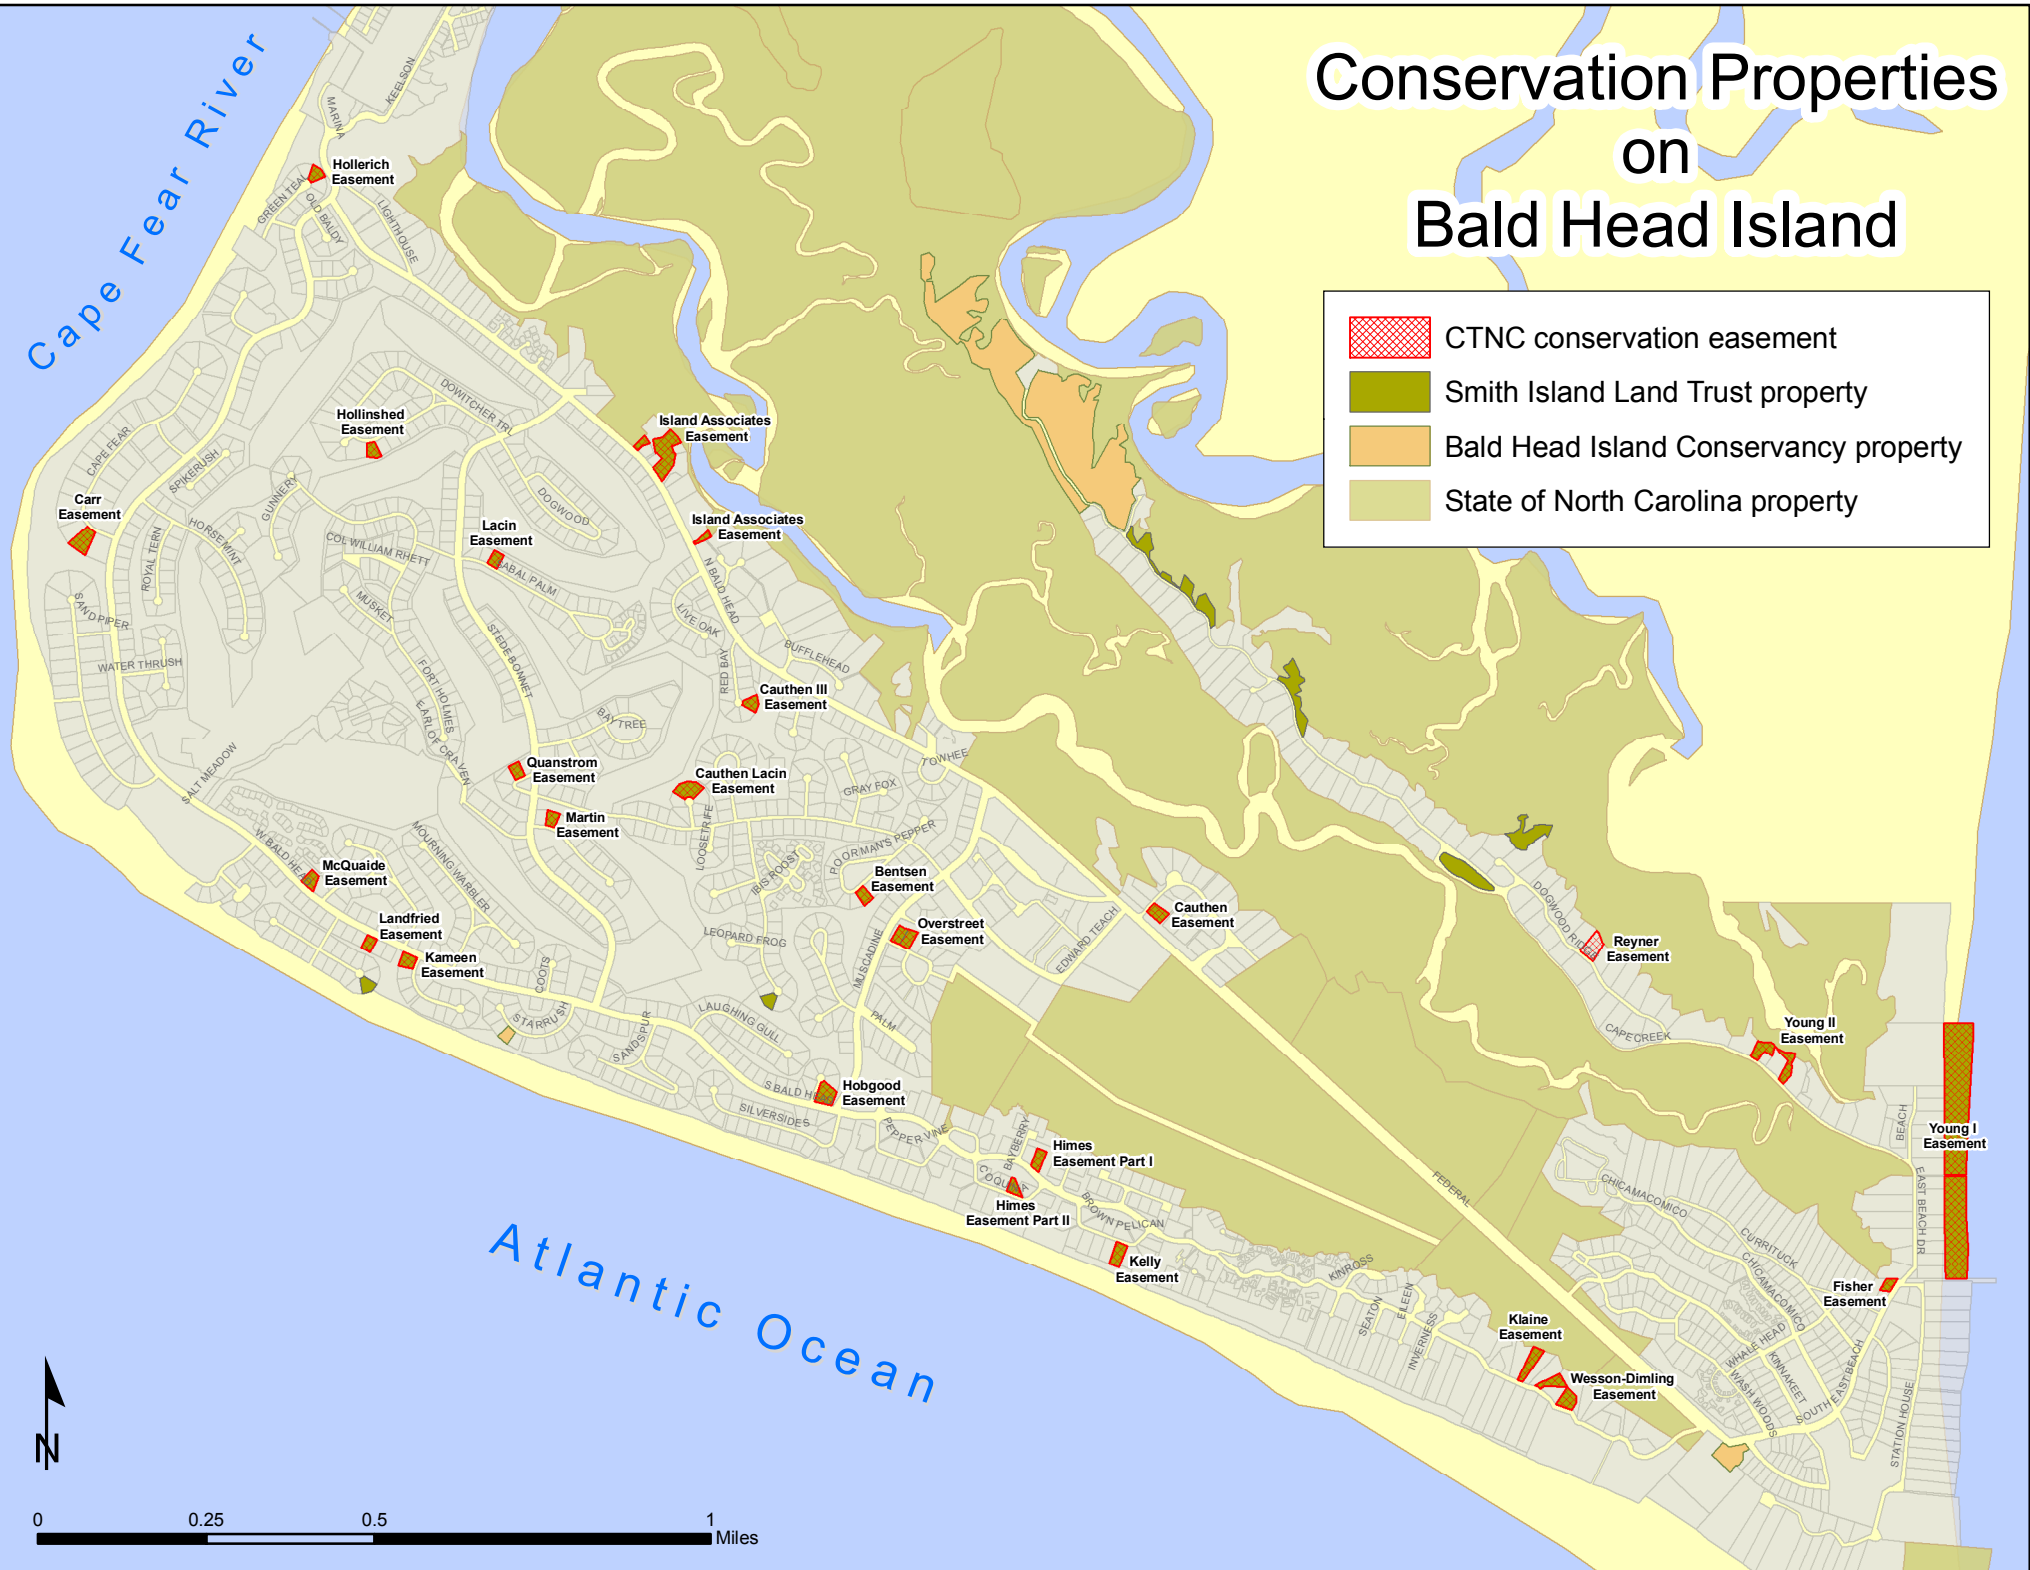 Conservation Properties
on
Bald Head Island
CTNC conservation easement
Smith Island Land Trust property
Bald Head Island Conservancy property
State of North Carolina property
Cape Fear River
Atlantic Ocean
KEELSON
MARINA
Hollerich
Easement
GREEN TEAL
OLD BALDY
LIGHTHOUSE
DOWITCHER TRL
Hollinshed
Easement
Island Associates
Easement
CAPE FEAR
SPIKERUSH
GUNNERY
DOGWOOD
Carr
Easement
HORSEMINT
ROYAL TERN
COL WILLIAM RHETT
Lacin
Easement
SABAL PALM
Island Associates
Easement
N BALD HEAD
MUSKET
SANDPIPER
LIVE OAK
WATER THRUSH
STEDE BONNET
RED BAY
BUFFLEHEAD
FORT HOLMES
EARL OF CRAVEN
Cauthen III
Easement
BAY TREE
SALT MEADOW
Quanstrom
Easement
Cauthen Lacin
Easement
TOWHEE
GRAY FOX
Martin
Easement
LOOSETRIFE
POORMAN'S PEPPER
MOURNING WARBLER
W BALD HEAD
McQuaide
Easement
IBIS ROOST
Bentsen
Easement
Landfried
Easement
Kameen
Easement
LEOPARD FROG
MUSCADINE
Overstreet
Easement
EDWARD TEACH
Cauthen
Easement
DOGWOOD RIDGE
Reyner
Easement
COOTS
STARRUSH
SANDSPUR
LAUGHING GULL
PALM
CAPE CREEK
Young II
Easement
S BALD HEAD
Hobgood
Easement
SILVERSIDES
PEPPER VINE
BAYBERRY
COQUINA
Himes
Easement Part I
Himes
Easement Part II
BROWN PELICAN
BEACH
Young I
Easement
EAST BEACH DR
FEDERAL
CHICAMACOMICO
CURRITUCK
CHICAMACOMICO
Kelly
Easement
KINROSS
SEATON
EILEEN
INVERNESS
Fisher
Easement
Klaine
Easement
WHALE HEAD
KINNAKEET
WASH WOODS
SOUTH EAST BEACH
STATION HOUSE
Wesson-Dimling
Easement
N
0
0.25
0.5
1
Miles